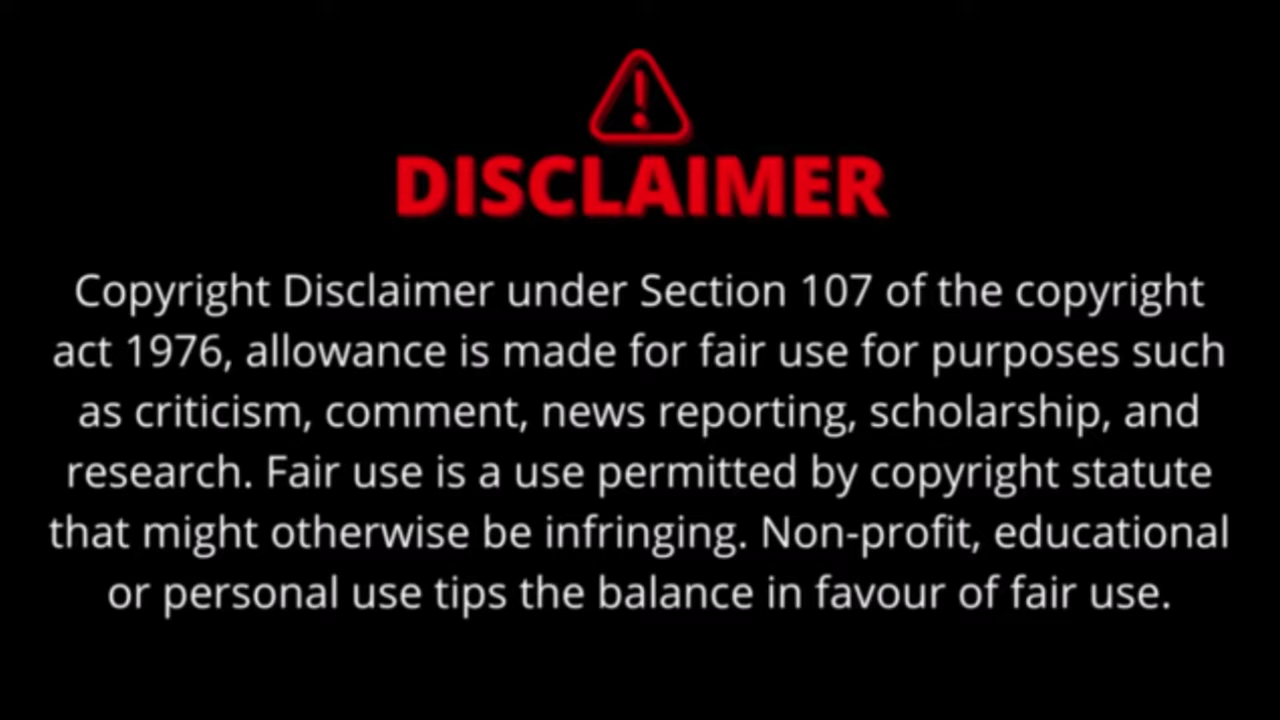 DISCLAIMER
Copyright Disclaimer under Section 107 of the copyright
act 1976, allowance is made for fair use for purposes such
as criticism, comment, news reporting, scholarship, and
research. Fair use is a use permitted by copyright statute
that might otherwise be infringing. Non-profit, educational
or personal use tips the balance in favour of fair use.